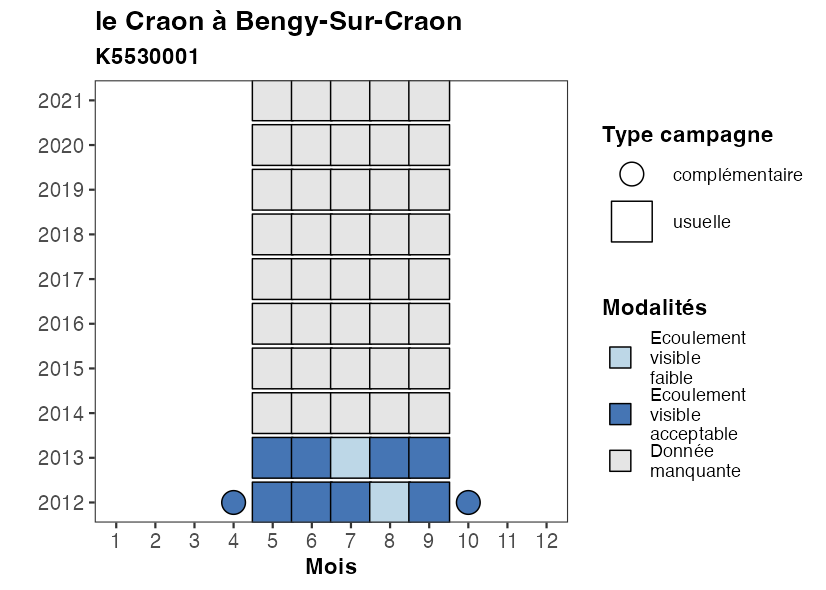 le Craon à Bengy-Sur-Craon
K5530001
2021
2020
2019
2018
2017
2016
2015
2014
2013
2012
1 2 3 4 5 6 7 8 9 10 11 12
Mois
Type campagne
complémentaire
usuelle
Modalités
Ecoulement
visible
faible
Ecoulement
visible
acceptable
Donnée
manquante